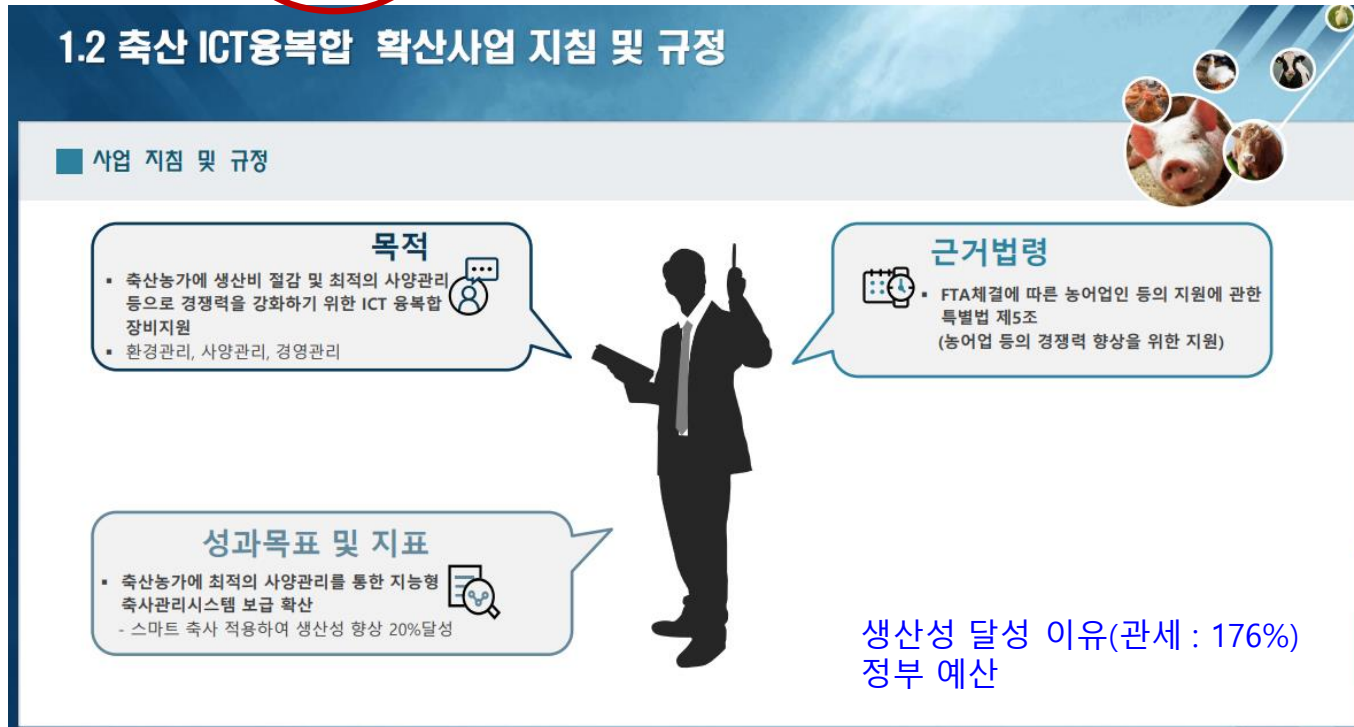 1.2 축산 ICT융복합 확산사업 지침 및 규정
사업 지침 및 규정
목적
▪ 축산농가에 생산비 절감 및 최적의 사양관리
등으로 경쟁력을 강화하기 위한 ICT 융복합
장비지원
▪ 환경관리, 사양관리, 경영관리
근거법령
▪ FTA체결에 따른 농어업인 등의 지원에 관한
특별법 제5조
(농어업 등의 경쟁력 향상을 위한 지원)
성과목표 및 지표
▪ 축산농가에 최적의 사양관리를 통한 지능형
축사관리시스템 보급 확산
- 스마트 축사 적용하여 생산성 향상 20%달성
생산성 달성 이유(관세 : 176%)
정부 예산